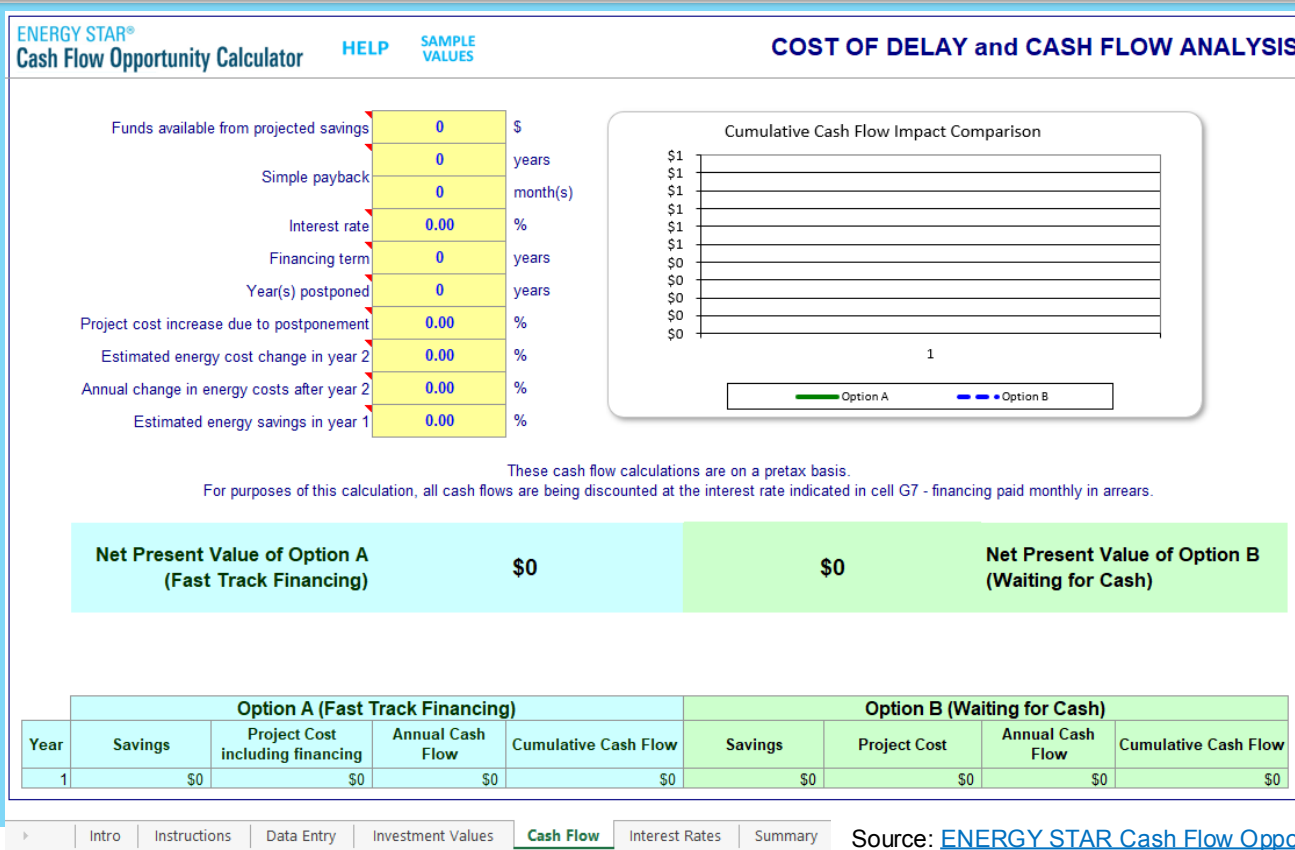 ENERGY STAR®
Cash Flow Opportunity Calculator
HELP
SAMPLE
VALUES
COST OF DELAY and CASH FLOW ANALYSIS
Funds available from projected savings 0 $
Simple payback 0 years
0 month(s)
Interest rate 0.00 %
Financing term 0 years
Year(s) postponed 0 years
Project cost increase due to postponement 0.00 %
Estimated energy cost change in year 2 0.00 %
Annual change in energy costs after year 2 0.00 %
Estimated energy savings in year 1 0.00 %
Cumulative Cash Flow Impact Comparison
$1
$1
$1
$1
$1
$1
$0
$0
$0
$0
$0
1
Option A Option B
These cash flow calculations are on a pretax basis.
For purposes of this calculation, all cash flows are being discounted at the interest rate indicated in cell G7 - financing paid monthly in arrears.
Net Present Value of Option A
(Fast Track Financing)
$0
$0
Net Present Value of Option B
(Waiting for Cash)
Option A (Fast Track Financing) Option B (Waiting for Cash)
Year Savings Project Cost including financing Annual Cash Flow Cumulative Cash Flow Savings Project Cost Annual Cash Flow Cumulative Cash Flow
1 $0 $0 $0 $0 $0 $0 $0 $0
Intro Instructions Data Entry Investment Values Cash Flow Interest Rates Summary
Source: ENERGY STAR Cash Flow